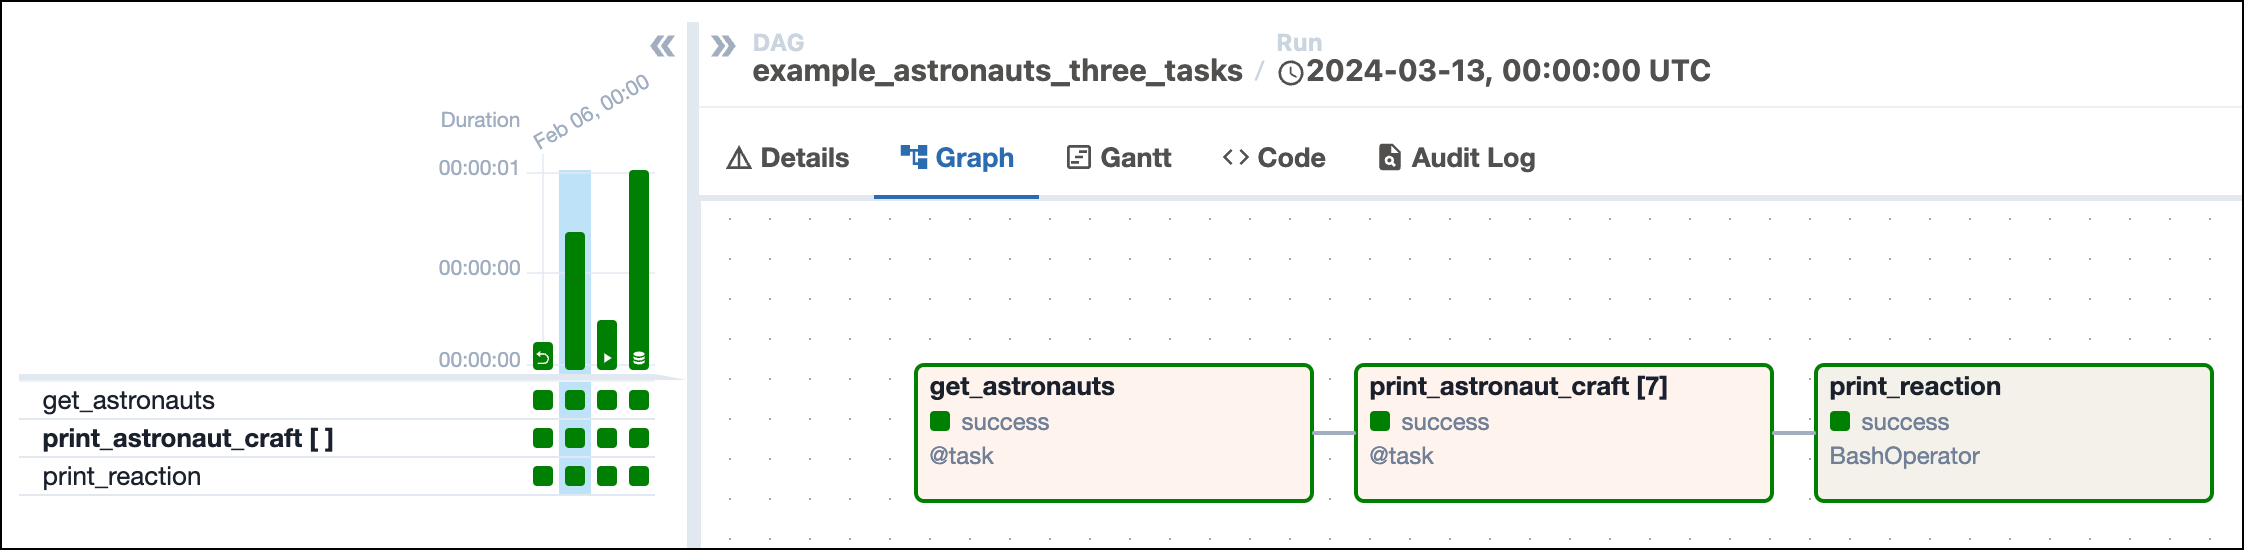 Duration
Feb 06, 00:00
00:00:01
00:00:00
00:00:00
get_astronauts
print_astronaut_craft [ ]
print_reaction
DAG
example_astronauts_three_tasks /
Run
2024-03-13, 00:00:00 UTC
Details
Graph
Gantt
Code
Audit Log
get_astronauts
success
@task
print_astronaut_craft [7]
success
@task
print_reaction
success
BashOperator